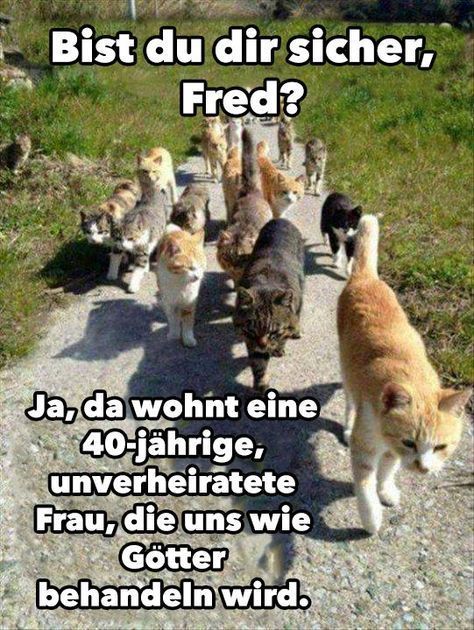 Bist du dir sicher,
Fred?
Ja, da wohnt eine
40-jährige,
unverheiratete
Frau, die uns wie
Götter
behandeln wird.